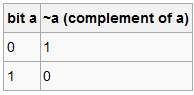 bit a ~a (complement of a)
0 1
1 0